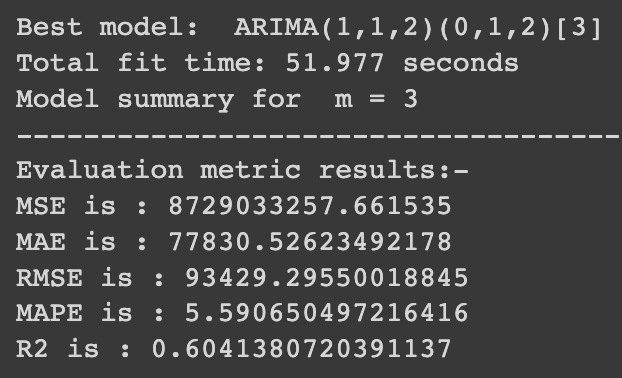 Best model:  ARIMA(1,1,2)(0,1,2)[3]
Total fit time: 51.977 seconds
Model summary for  m = 3
------------------------------------
Evaluation metric results:-
MSE is : 8729033257.661535
MAE is : 77830.52623492178
RMSE is : 93429.29550018845
MAPE is : 5.590650497216416
R2 is : 0.6041380720391137